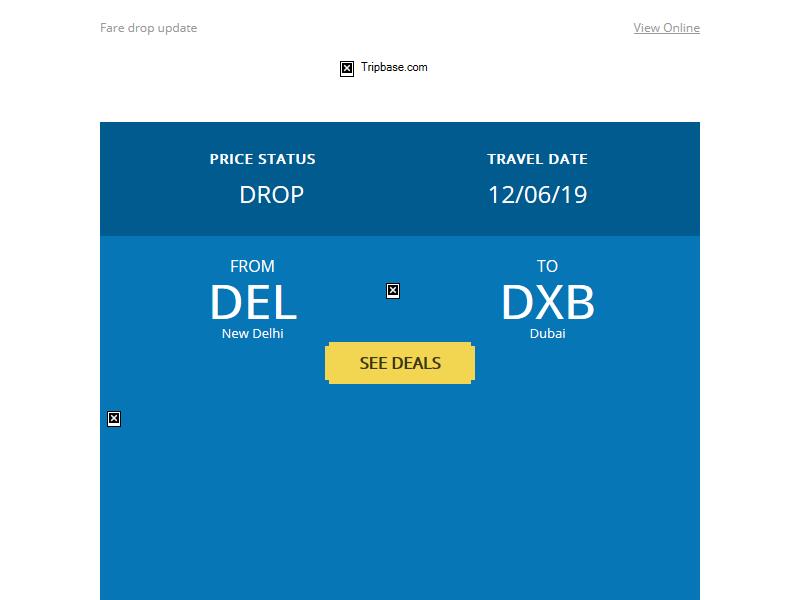 Fare drop update
View Online
Tripbase.com
PRICE STATUS
TRAVEL DATE
DROP
12/06/19
FROM
TO
DEL
DXB
New Delhi
Dubai
SEE DEALS